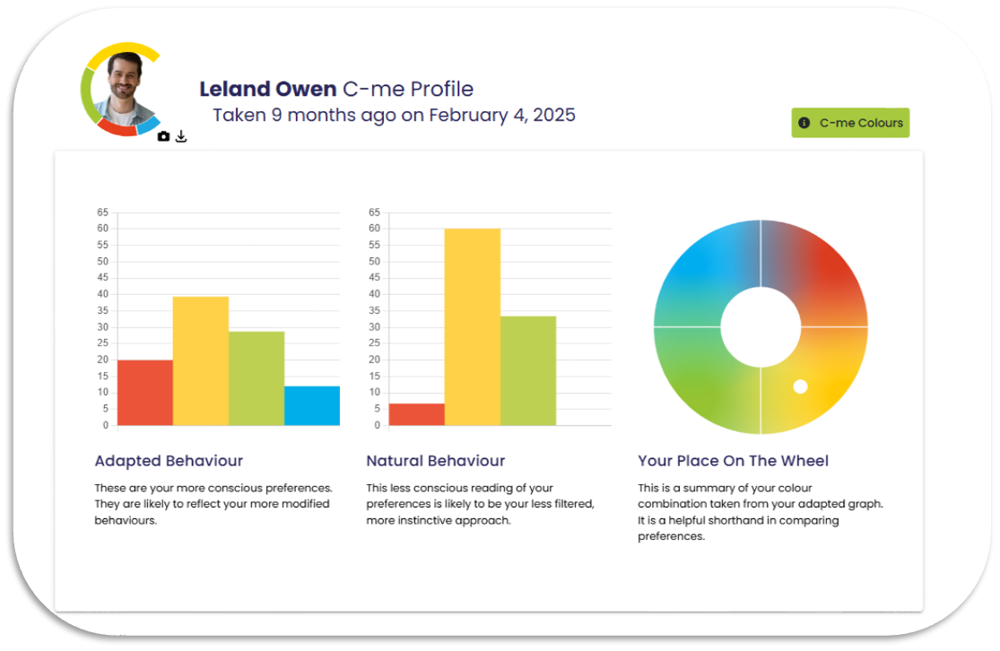 Leland Owen C-me Profile
Taken 9 months ago on February 4, 2025
C-me Colours
65
60
55
50
45
40
35
30
25
20
15
10
5
0
65
60
55
50
45
40
35
30
25
20
15
10
5
0
Adapted Behaviour
These are your more conscious preferences.
They are likely to reflect your more modified
behaviours.
Natural Behaviour
This less conscious reading of your
preferences is likely to be your less filtered,
more instinctive approach.
Your Place On The Wheel
This is a summary of your colour
combination taken from your adapted graph.
It is a helpful shorthand in comparing
preferences.